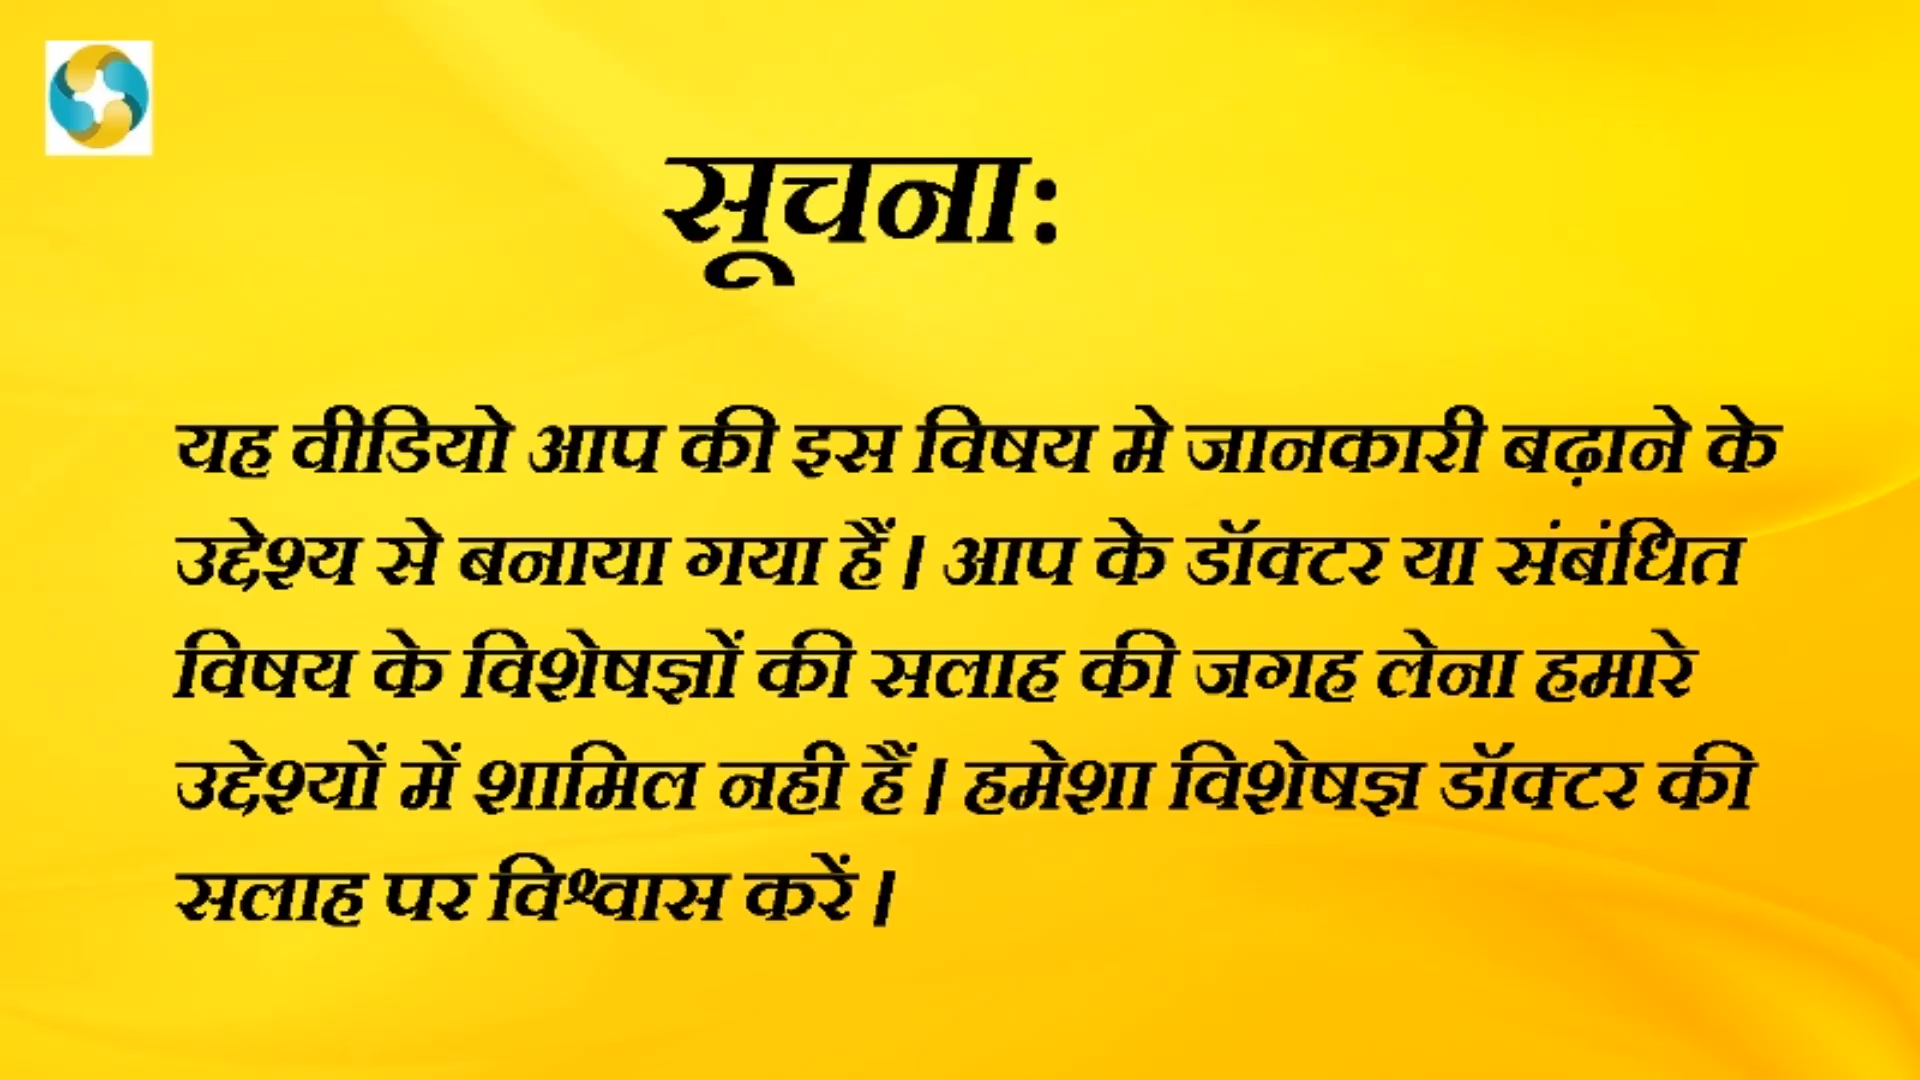 सूचना:
यह वीडियो आप की इस विषय मे जानकारी बढ़ाने के
उद्देश्य से बनाया गया हैं। आप के डॉक्टर या संबंधित
विषय के विशेषज्ञों की सलाह की जगह लेना हमारे
उद्देश्यों में शामिल नही हैं। हमेशा विशेषज्ञ डॉक्टर की
सलाह पर विश्वास करें।